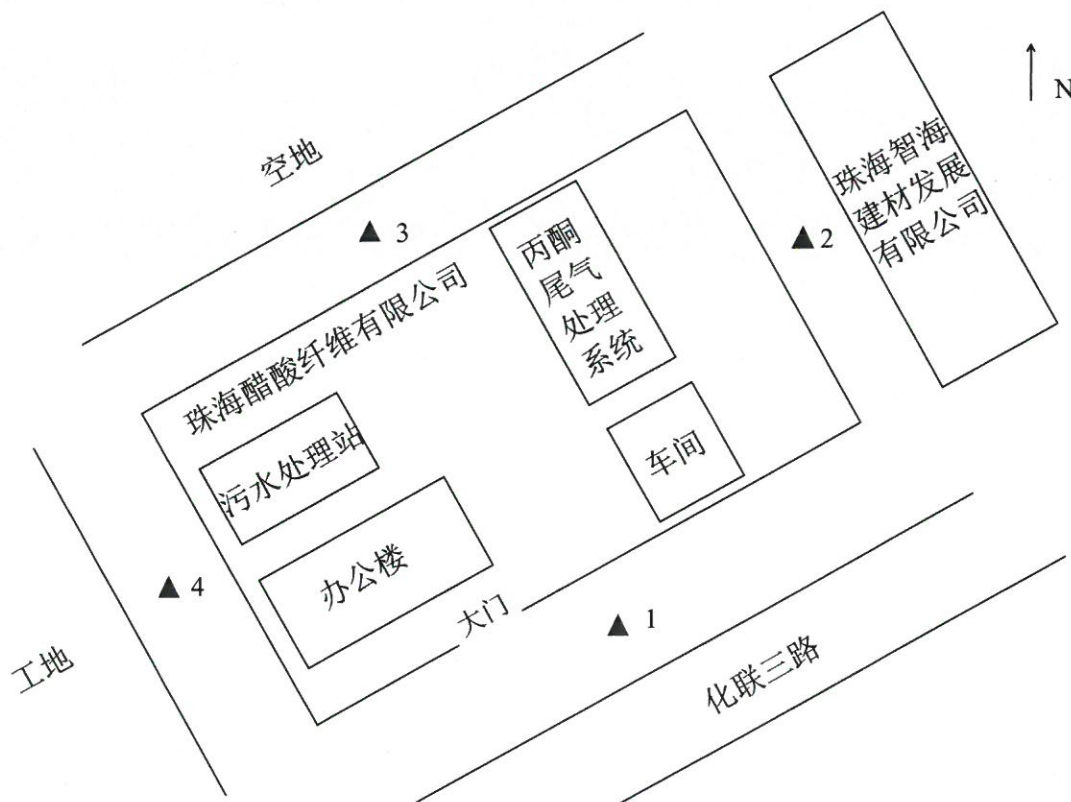 N
空地
珠海智海
建材发展
有限公司
▲ 3
▲2
丙酮
尾气
处理
系统
珠海醋酸纤维有限公司
污水处理站
车间
办公楼
▲ 4
大门
▲ 1
工地
化联三路